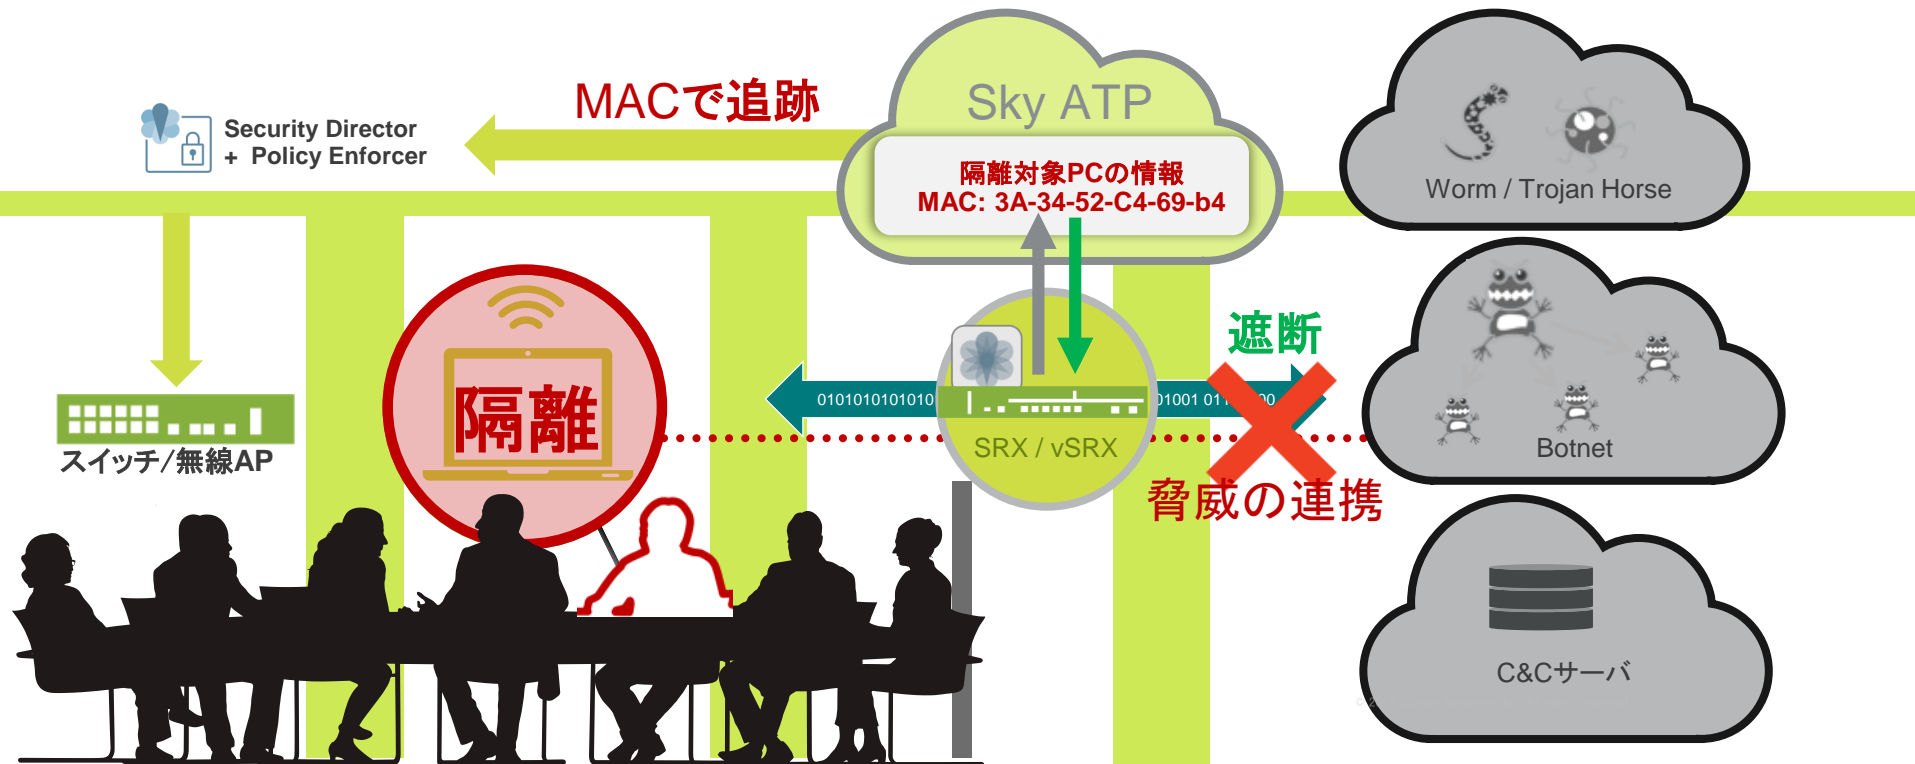 MACで追跡
Sky ATP
Security Director
+ Policy Enforcer
隔離対象PCの情報
MAC: 3A-34-52-C4-69-b4
Worm / Trojan Horse
遮断
隔離
スイッチ/無線AP
SRX / vSRX
Botnet
脅威の連携
C&Cサーバ